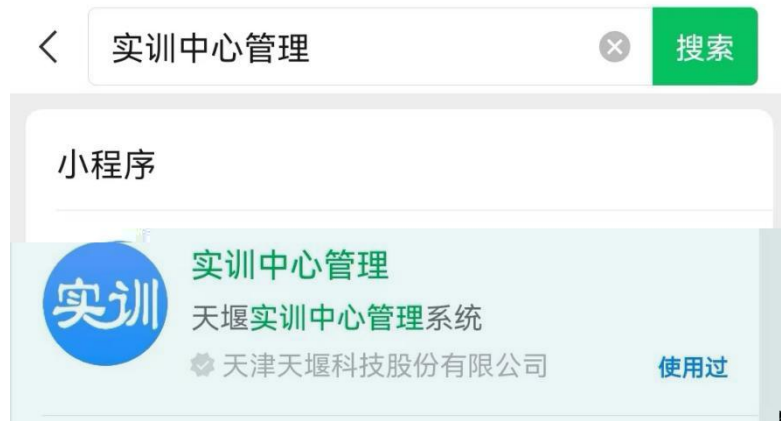 实训中心管理
搜索
小程序
实训
实训中心管理
天堰实训中心管理系统
天津天堰科技股份有限公司
使用过